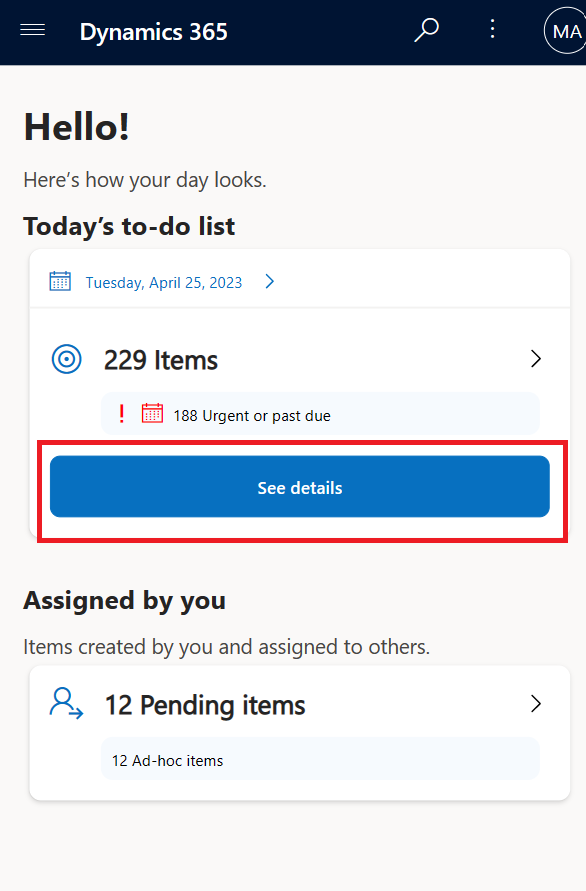 Dynamics 365
MA
Hello!
Here's how your day looks.
Today's to-do list
Tuesday, April 25, 2023
229 Items
188 Urgent or past due
See details
Assigned by you
Items created by you and assigned to others.
12 Pending items
12 Ad-hoc items